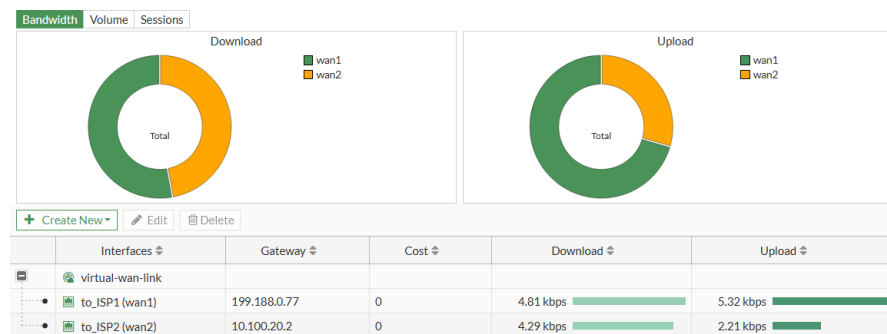 Bandwidth Volume Sessions
Download
wan1
wan2
Total
Upload
wan1
wan2
Total
+ Create New Edit Delete
Interfaces Gateway Cost Download Upload
virtual-wan-link
to_ISP1 (wan1) 199.188.0.77 0 4.81 kbps 5.32 kbps
to_ISP2 (wan2) 10.100.20.2 0 4.29 kbps 2.21 kbps